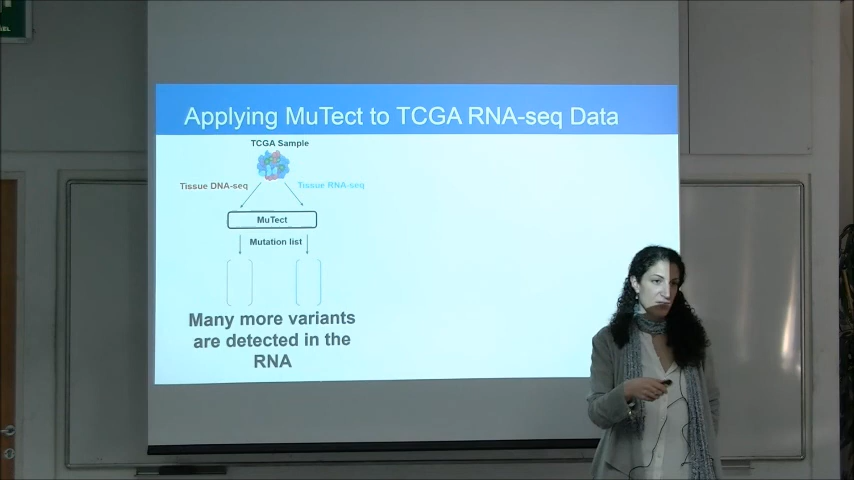 Applying MuTect to TCGA RNA-seq Data
TCGA Sample
Tissue DNA-seq
Tissue RNA-seq
MuTect
Mutation list
Many more variants
are detected in the
RNA